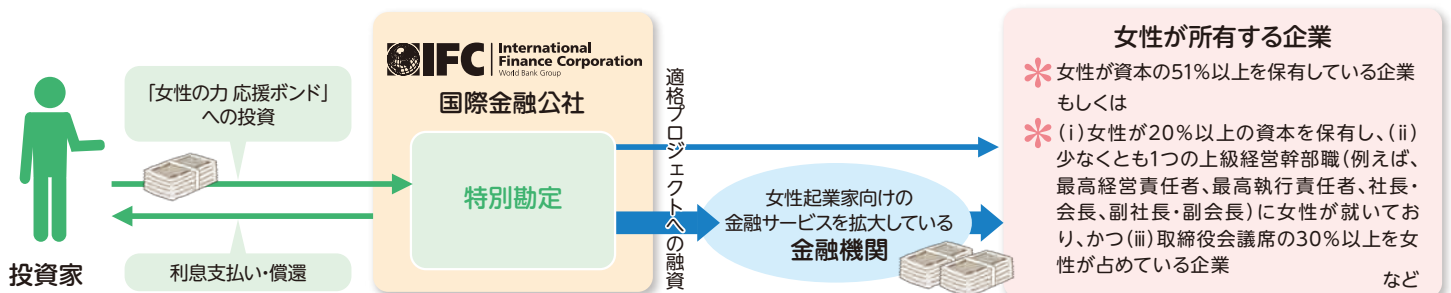 「女性の力 応援ボンド」
への投資
投資家
利息支払い・償還
IFC
International
Finance Corporation
World Bank Group
国際金融公社
特別勘定
適格プロジェクトへの融資
女性起業家向けの
金融サービスを拡大している
金融機関
女性が所有する企業
＊女性が資本の51%以上を保有している企業
もしくは
＊(ⅰ)女性が20%以上の資本を保有し、(ⅱ)
少なくとも1つの上級経営幹部職(例えば、
最高経営責任者、最高執行責任者、社長・
会長、副社長・副会長)に女性が就いてお
り、かつ(ⅲ)取締役会議席の30%以上を女
性が占めている企業
など